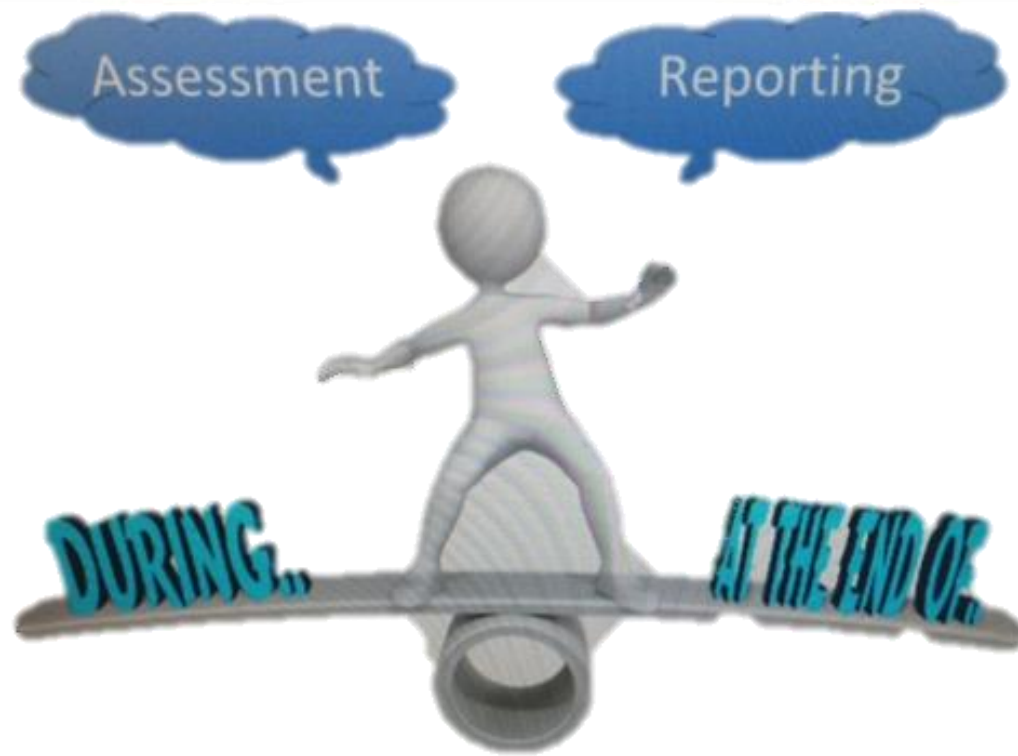 Assessment
Reporting
DURING..
AT THE END OF..